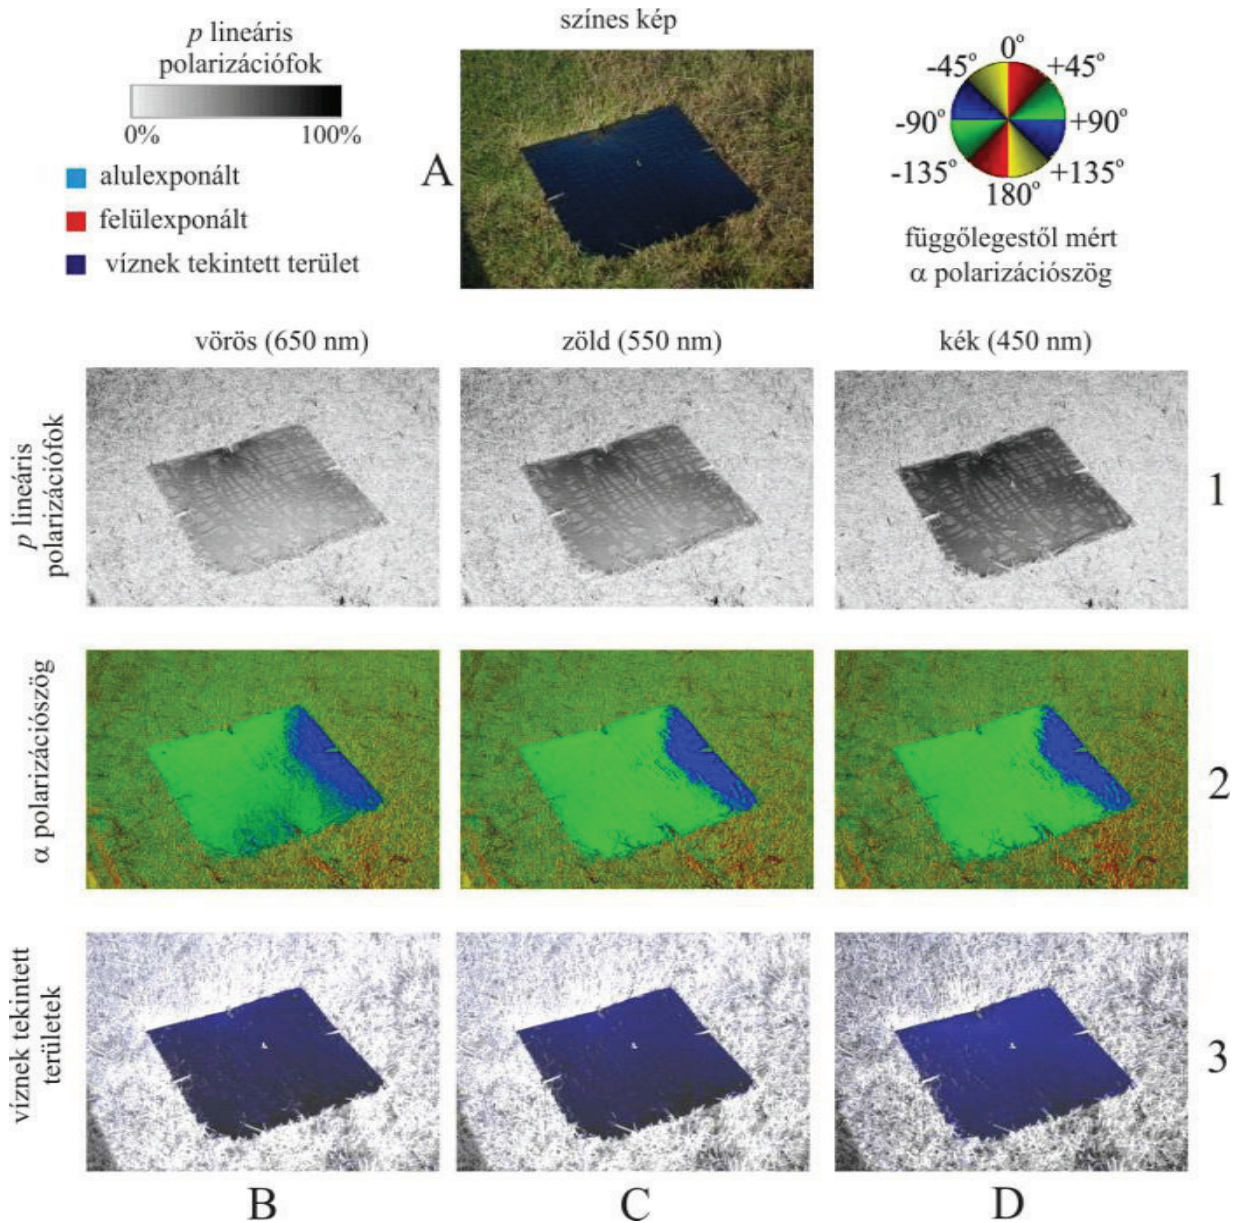 p lineáris
polarizációfok
0% 100%
alulexponált
felülexponált
víznek tekintett terület
színes kép
A
0°
-45° +45°
-90° +90°
-135° +135°
180°
függőlegestől mért
α polarizációszög
vörös (650 nm) zöld (550 nm) kék (450 nm)
p lineáris
polarizációfok
1
α polarizációszög
2
víznek tekintett
területek
3
B C D